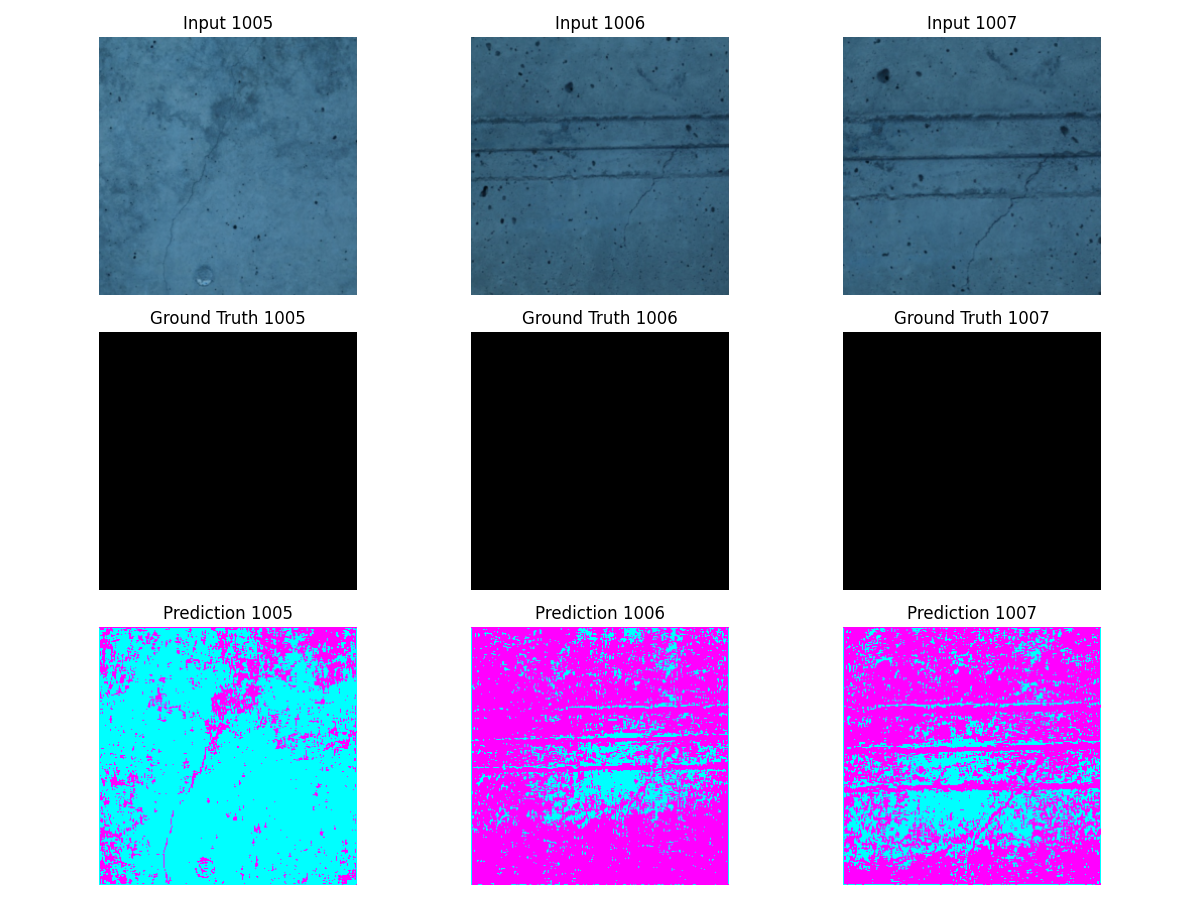 Input 1005
Input 1006
Input 1007
Ground Truth 1005
Ground Truth 1006
Ground Truth 1007
Prediction 1005
Prediction 1006
Prediction 1007